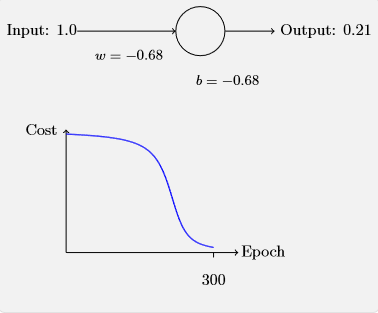 Input: 1.0
Output: 0.21
w = −0.68
b = −0.68
Cost
Epoch
300